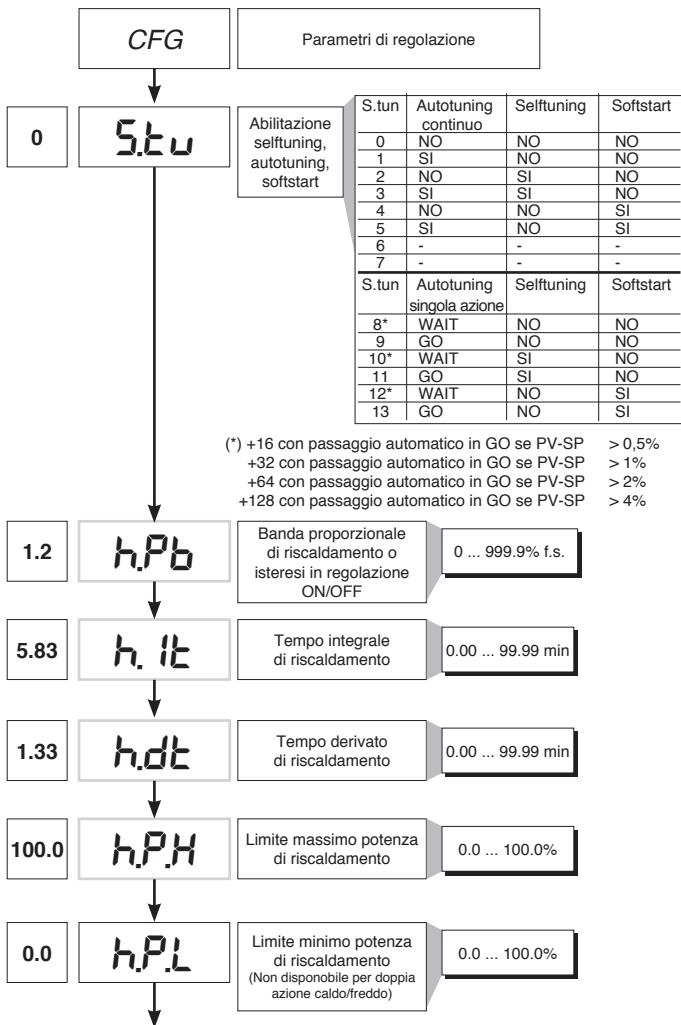 CFG
Parametri di regolazione
0
S.tu
Abilitazione
selftuning,
autotuning,
softstart
S.tun Autotuning continuo Selftuning Softstart
0 NO NO NO
1 SI NO NO
2 NO SI NO
3 SI SI NO
4 NO NO SI
5 SI NO SI
6 - - -
7 - - -
S.tun Autotuning singola azione Selftuning Softstart
8* WAIT NO NO
9 GO NO NO
10* WAIT SI NO
11 GO SI NO
12* WAIT NO SI
13 GO NO SI
(*) +16 con passaggio automatico in GO se PV-SP > 0,5%
+32 con passaggio automatico in GO se PV-SP > 1%
+64 con passaggio automatico in GO se PV-SP > 2%
+128 con passaggio automatico in GO se PV-SP > 4%
1.2
h.Pb
Banda proporzionale
di riscaldamento o
isteresi in regolazione
ON/OFF
0 ... 999.9% f.s.
5.83
h.It
Tempo integrale
di riscaldamento
0.00 ... 99.99 min
1.33
h.dt
Tempo derivato
di riscaldamento
0.00 ... 99.99 min
100.0
h.P.H
Limite massimo potenza
di riscaldamento
0.0 ... 100.0%
0.0
h.P.L
Limite minimo potenza
di riscaldamento
(Non disponobile per doppia
azione caldo/freddo)
0.0 ... 100.0%